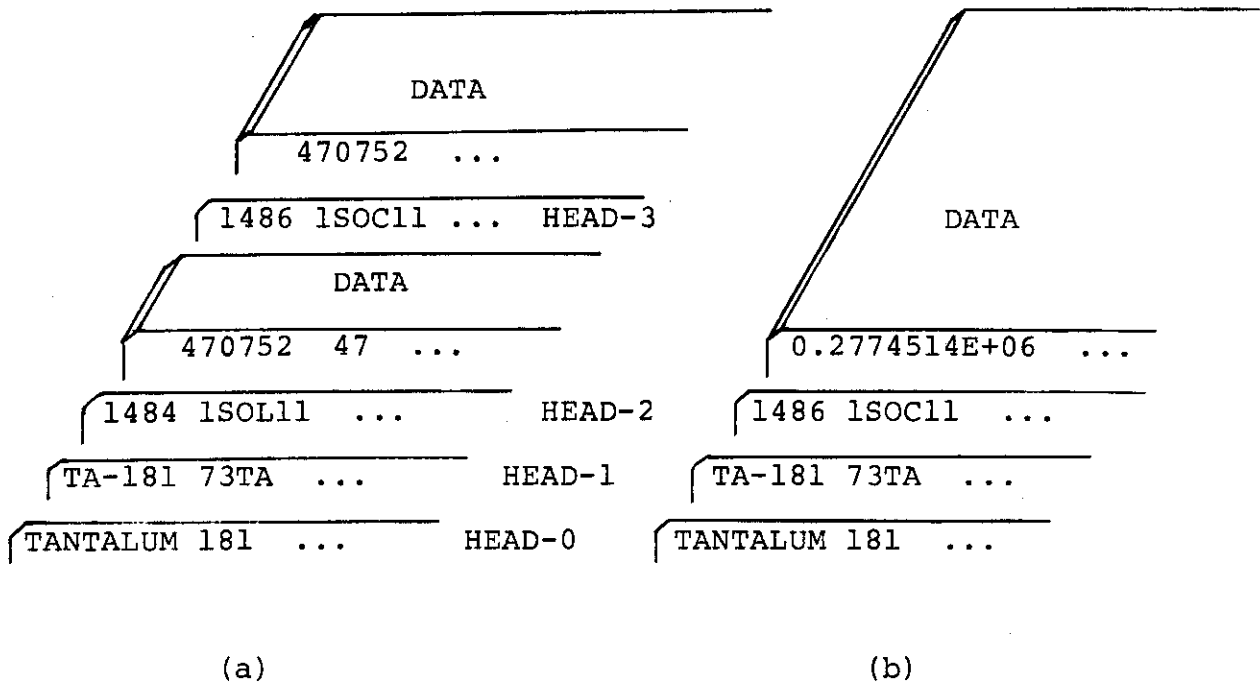 DATA
470752 ...
1486 1SOC11 ... HEAD-3
DATA
470752 47 ...
1484 1SOL11 ... HEAD-2
TA-181 73TA ... HEAD-1
TANTALUM 181 ... HEAD-0
(a)
DATA
0.2774514E+06 ...
1486 1SOC11 ...
TA-181 73TA ...
TANTALUM 181 ...
(b)